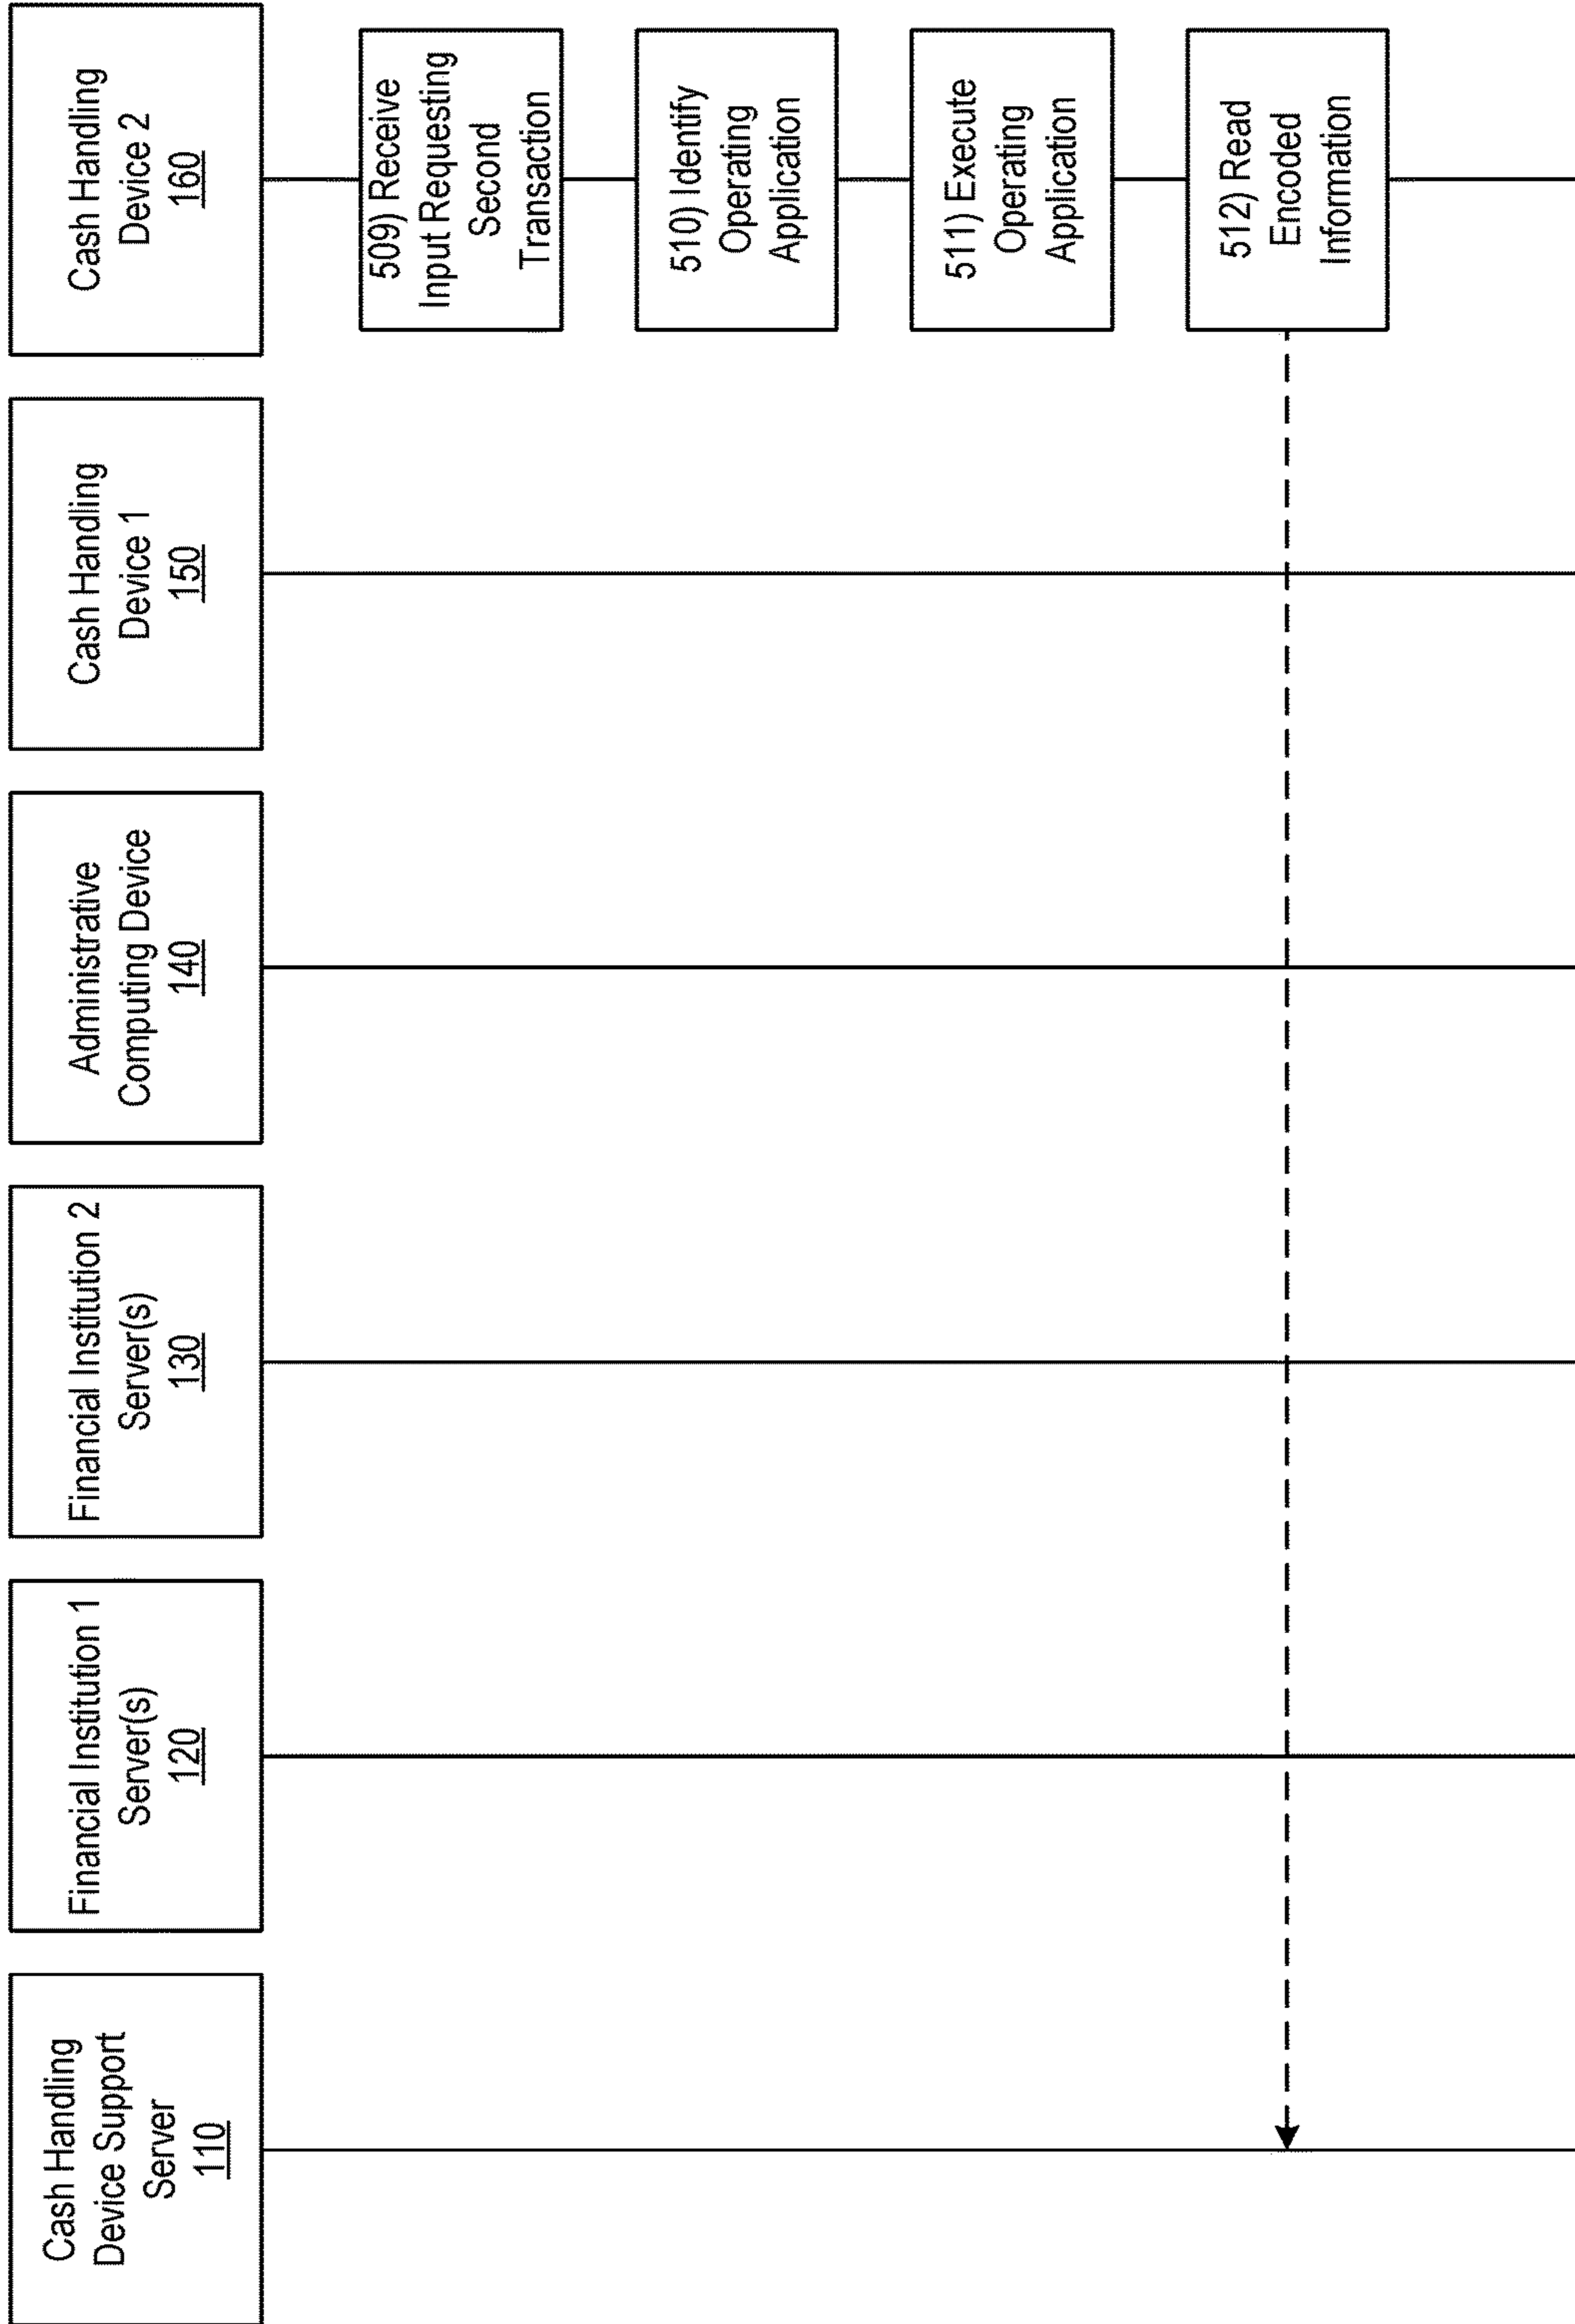 Cash Handling
Device Support
Server
110
Financial Institution 1
Server(s)
120
Financial Institution 2
Server(s)
130
Administrative
Computing Device
140
Cash Handling
Device 1
150
Cash Handling
Device 2
160
509) Receive
Input Requesting
Second
Transaction
510) Identify
Operating
Application
511) Execute
Operating
Application
512) Read
Encoded
Information